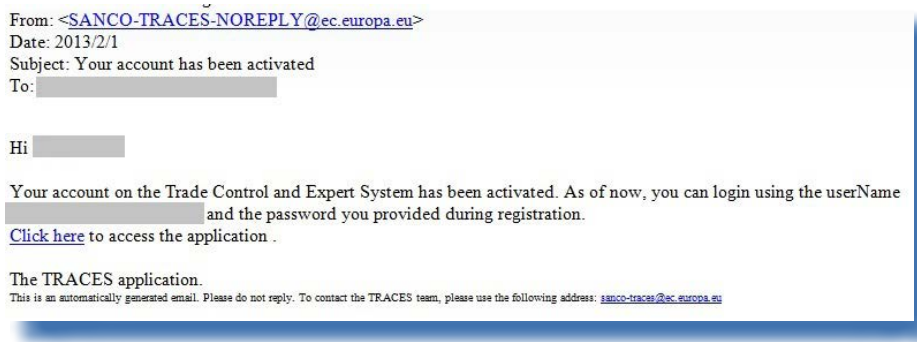 From: <SANCO-TRACES-NOREPLY@ec.europa.eu>
Date: 2013/2/1
Subject: Your account has been activated
To:
Hi
Your account on the Trade Control and Expert System has been activated. As of now, you can login using the userName
and the password you provided during registration.
Click here to access the application .
The TRACES application.
This is an automatically generated email. Please do not reply. To contact the TRACES team, please use the following address: sanco-traces@ec.europa.eu